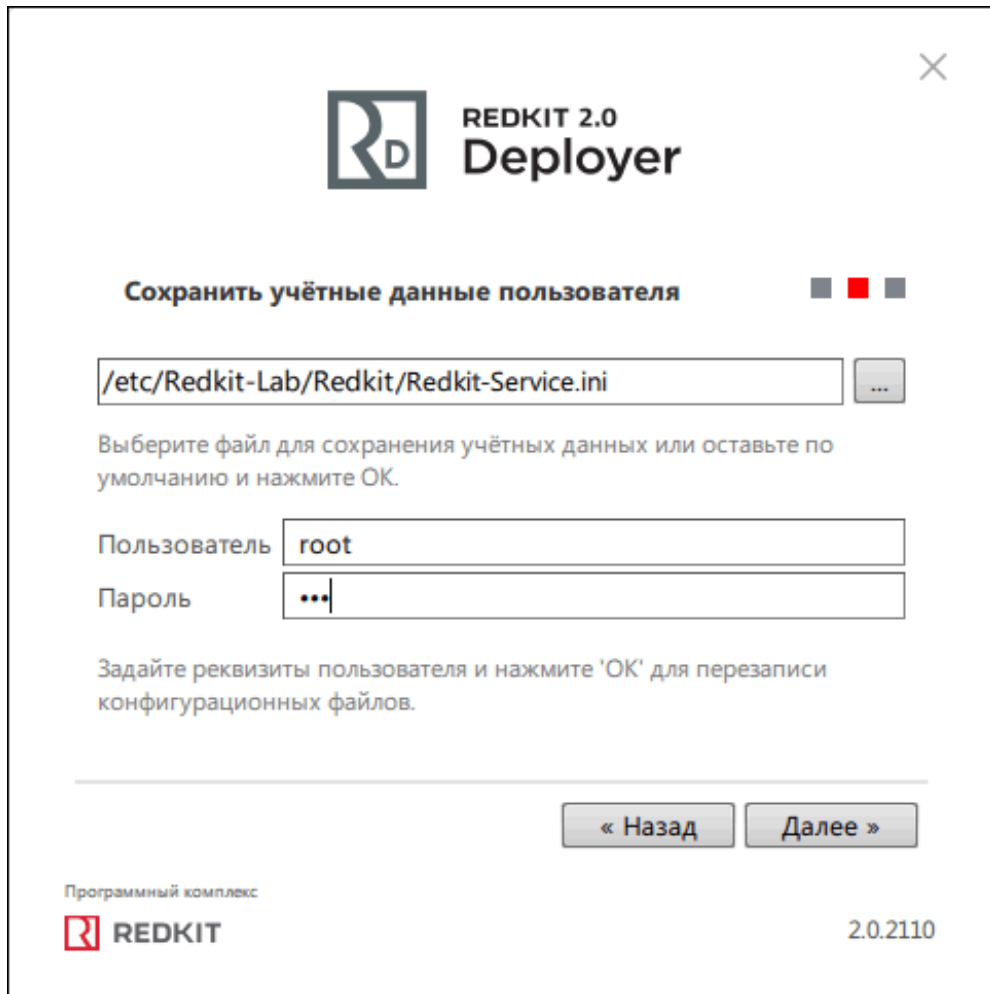 REDKIT 2.0
Deployer
Сохранить учётные данные пользователя
/etc/Redkit-Lab/Redkit/Redkit-Service.ini
...
Выберите файл для сохранения учётных данных или оставьте по
умолчанию и нажмите ОК.
Пользователь root
Пароль •••
Задайте реквизиты пользователя и нажмите 'ОК' для перезаписи
конфигурационных файлов.
« Назад
Далее »
Программный комплекс
REDKIT
2.0.2110